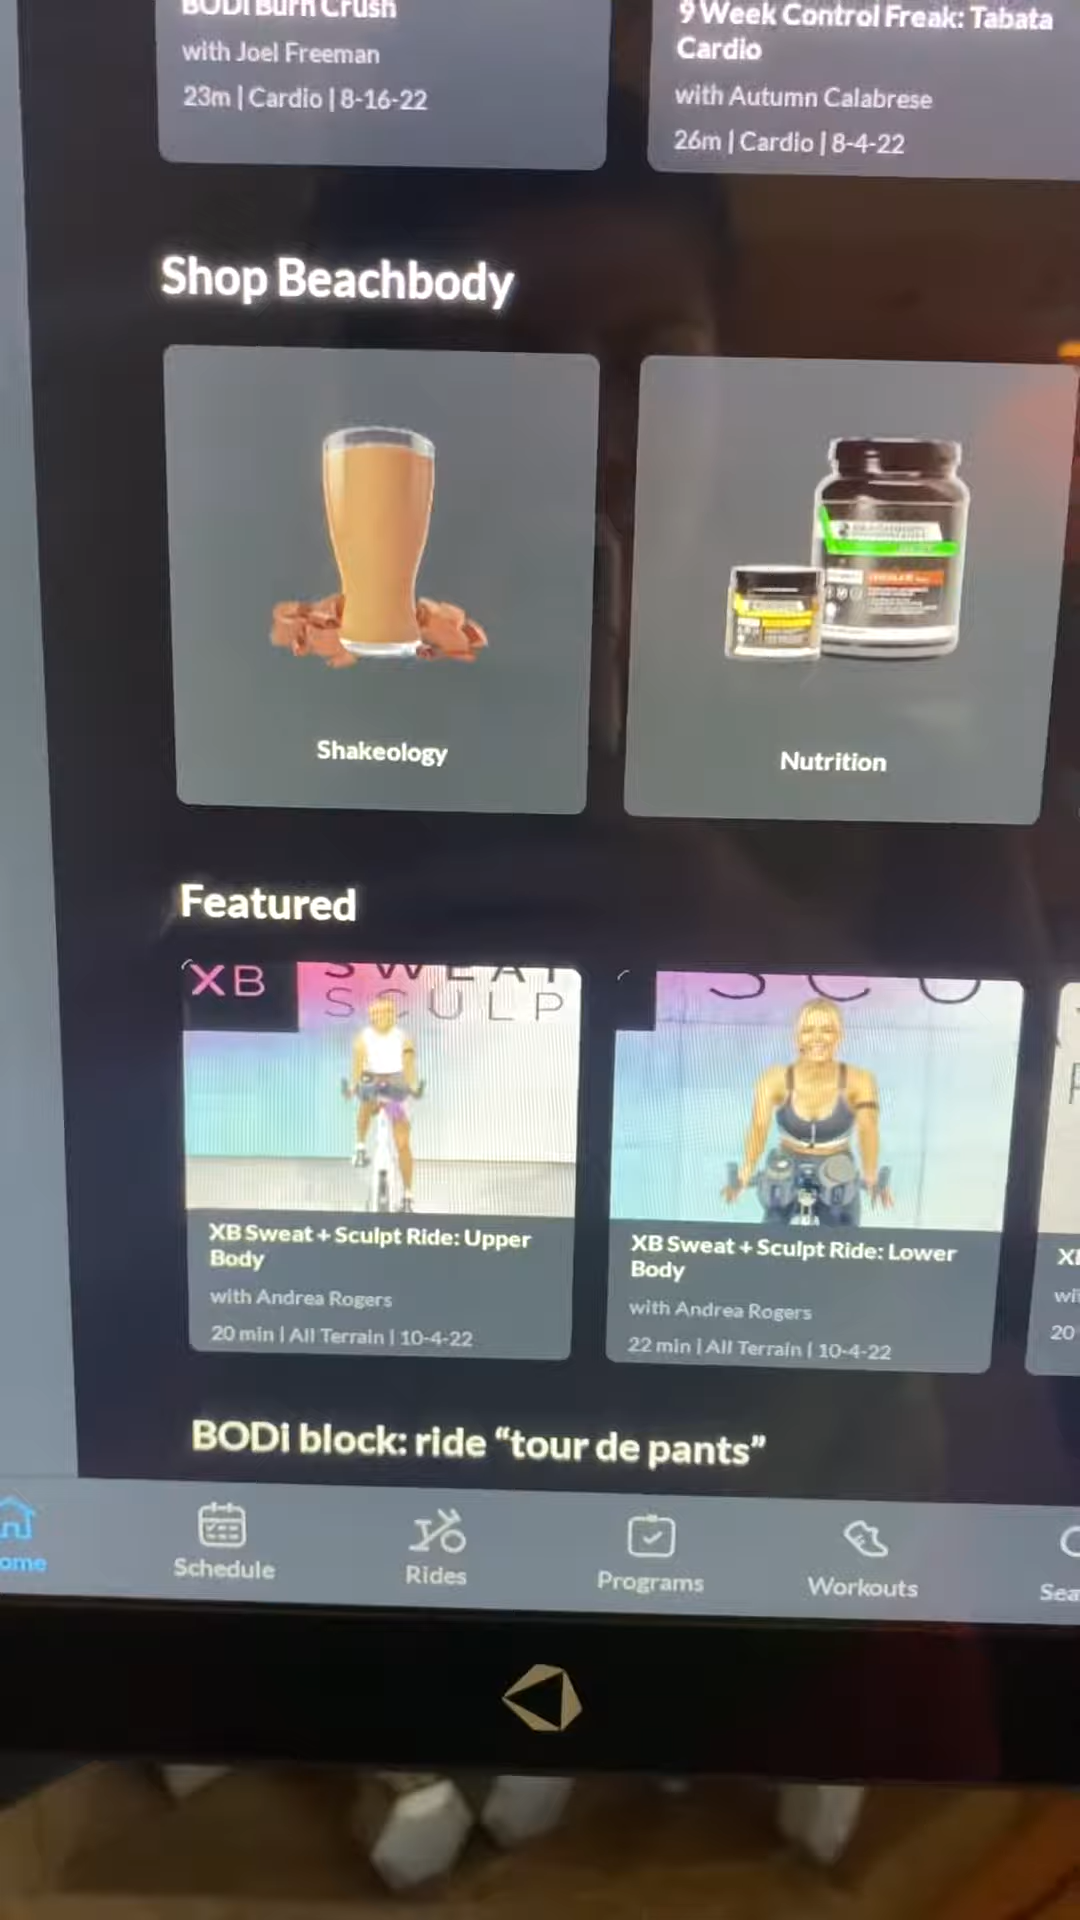 BODi Burn Crush
with Joel Freeman
23m | Cardio | 8-16-22
9 Week Control Freak: Tabata
Cardio
with Autumn Calabrese
26m | Cardio | 8-4-22
Shop Beachbody
Shakeology
Nutrition
Featured
XB
SWEAT
SCULP
SCU
XB Sweat + Sculpt Ride: Upper
Body
with Andrea Rogers
20 min | All Terrain | 10-4-22
XB Sweat + Sculpt Ride: Lower
Body
with Andrea Rogers
22 min | All Terrain | 10-4-22
20
BODi block: ride “tour de pants”
ome
Schedule
Rides
Programs
Workouts
Sea